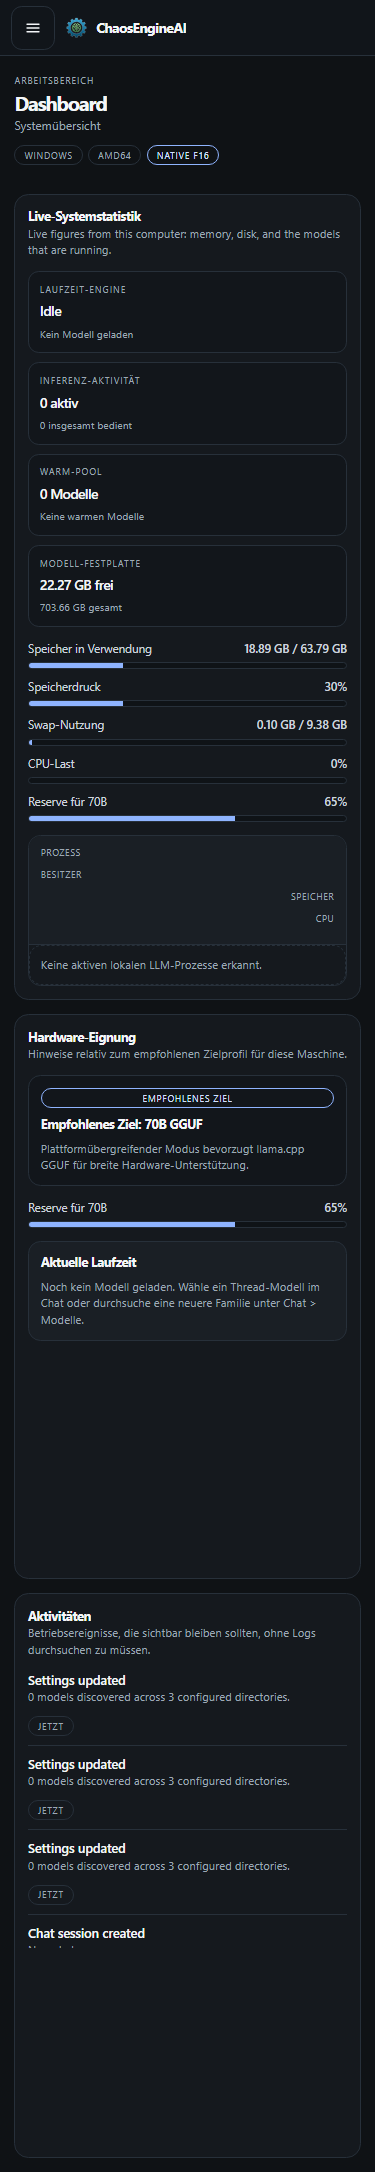 ChaosEngineAI
ARBEITSBEREICH
Dashboard
Systemübersicht
WINDOWS
AMD64
NATIVE F16
Live-Systemstatistik
Live figures from this computer: memory, disk, and the models
that are running.
LAUFZEIT-ENGINE
Idle
Kein Modell geladen
INFERENZ-AKTIVITÄT
0 aktiv
0 insgesamt bedient
WARM-POOL
0 Modelle
Keine warmen Modelle
MODELL-FESTPLATTE
22.27 GB frei
703.66 GB gesamt
Speicher in Verwendung 18.89 GB / 63.79 GB
Speicherdruck 30%
Swap-Nutzung 0.10 GB / 9.38 GB
CPU-Last 0%
Reserve für 70B 65%
PROZESS
BESITZER
SPEICHER
CPU
Keine aktiven lokalen LLM-Prozesse erkannt.
Hardware-Eignung
Hinweise relativ zum empfohlenen Zielprofil für diese Maschine.
EMPFOHLENES ZIEL
Empfohlenes Ziel: 70B GGUF
Plattformübergreifender Modus bevorzugt llama.cpp
GGUF für breite Hardware-Unterstützung.
Reserve für 70B 65%
Aktuelle Laufzeit
Noch kein Modell geladen. Wähle ein Thread-Modell im
Chat oder durchsuche eine neuere Familie unter Chat >
Modelle.
Aktivitäten
Betriebsereignisse, die sichtbar bleiben sollten, ohne Logs
durchsuchen zu müssen.
Settings updated
0 models discovered across 3 configured directories.
JETZT
Settings updated
0 models discovered across 3 configured directories.
JETZT
Settings updated
0 models discovered across 3 configured directories.
JETZT
Chat session created